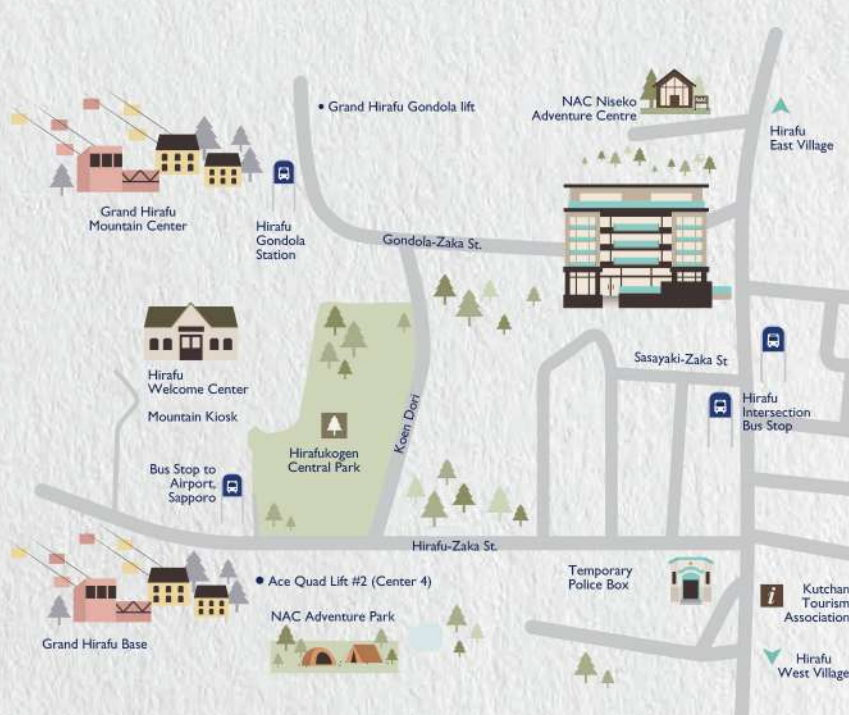 • Grand Hirafu Gondola lift
NAC Niseko
Adventure Centre
NAC
Hirafu
East Village
Grand Hirafu
Mountain Center
Hirafu
Gondola
Station
Gondola-Zaka St.
Hirafu
Welcome Center
Mountain Kiosk
Sasayaki-Zaka St
Hirafu
Intersection
Bus Stop
Koen Dori
Hirafukogen
Central Park
Bus Stop to
Airport,
Sapporo
Hirafu-Zaka St.
• Ace Quad Lift #2 (Center 4)
Grand Hirafu Base
NAC Adventure Park
Temporary
Police Box
i
Kutchan
Tourism
Association
Hirafu
West Village